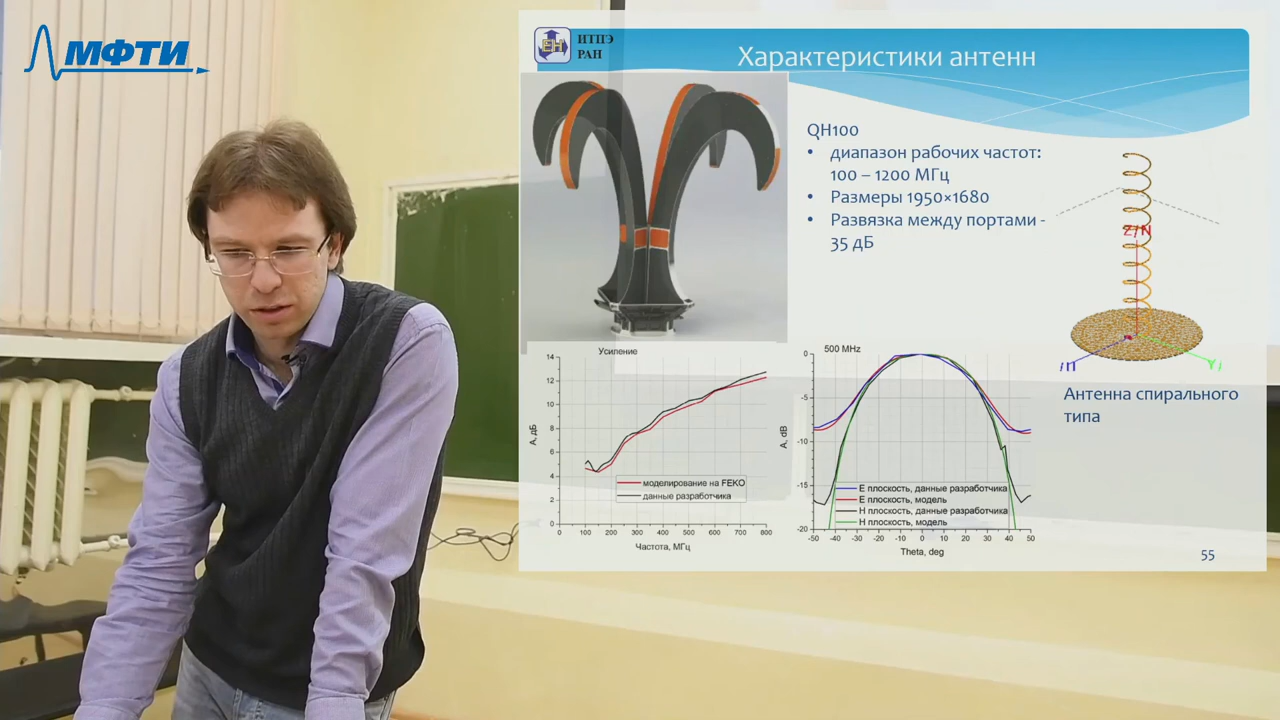 МФТИ
ЕН
ИТПЭ
РАН
Характеристики антенн
QH100
• диапазон рабочих частот:
100 – 1200 МГц
• Размеры 1950×1680
• Развязка между портами -
35 дБ
Z/N
Y/
Антенна спирального
типа
Усиление
A, дБ
14
12
10
8
6
4
2
0
моделирование на FEKO
данные разработчика
0 100 200 300 400 500 600 700 800
Частота, МГц
500 MHz
A, dB
0
-5
-10
-15
-20
E плоскость, данные разработчика
E плоскость, модель
H плоскость, данные разработчика
H плоскость, модель
-50 -40 -30 -20 -10 0 10 20 30 40 50
Theta, deg
55